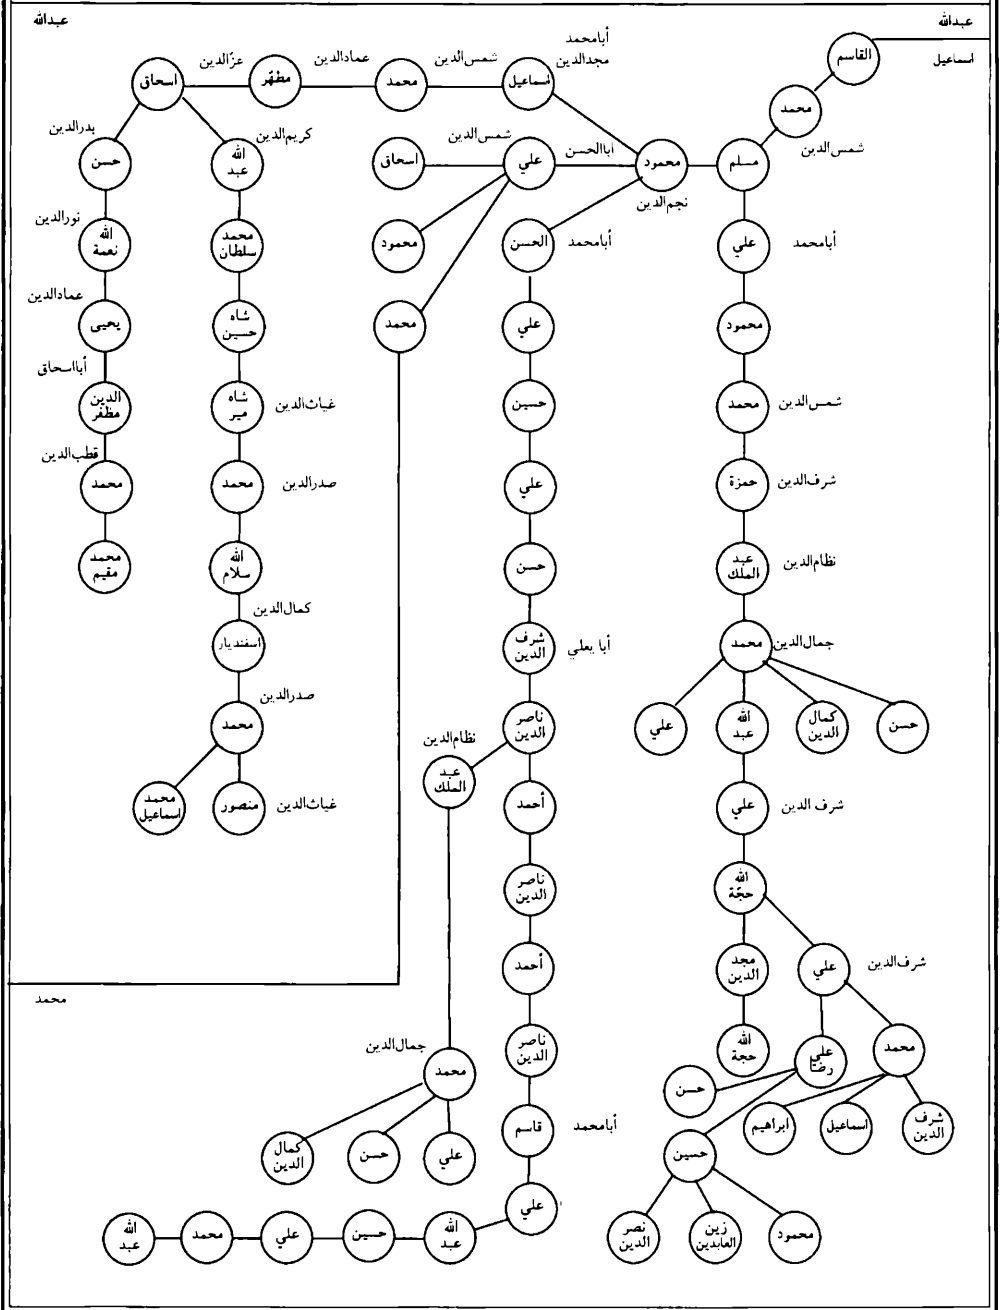 عبدالله
عبدالله
اسماعيل
القاسم
محمد
شمس‌الدين
مسلم
نجم‌الدين
محمود
أبامحمد
مجدالدين
اسماعيل
شمس‌الدين
محمد
عمادالدين
مطهّر
عزّالدين
اسحاق
اباالحسن
علي
شمس‌الدين
اسحاق
محمود
محمد
محمد
أبامحمد
الحسن
علي
حسين
علي
حسن
أبا يعلي
شرف
الدين
ناصر
الدين
أحمد
ناصر
الدين
أحمد
ناصر
الدين
أبامحمد
قاسم
علي
الله
عبد
حسين
علي
محمد
الله
عبد
نظام‌الدين
عبد
الملك
جمال‌الدين
محمد
علي
حسن
كمال
الدين
أبامحمد
علي
محمود
شمس‌الدين
محمد
شرف‌الدين
حمزة
نظام‌الدين
عبد
الملك
جمال‌الدين
محمد
حسن
كمال
الدين
الله
عبد
علي
شرف الدين
علي
الله
حجّة
شرف‌الدين
علي
مجد
الدين
الله
حجة
محمد
علي
رضا
حسن
شرف
الدين
اسماعيل
ابراهيم
حسين
محمود
زين
العابدين
نصر
الدين
كريم‌الدين
الله
عبد
محمد
سلطان
شاه
حسين
غياث‌الدين
شاه
مير
صدرالدين
محمد
الله
سلام
كمال‌الدين
اسفنديار
صدرالدين
محمد
غياث‌الدين
منصور
محمد
اسماعيل
بدرالدين
حسن
نورالدين
الله
نعمة
عمادالدين
يحيى
أبااسحاق
الدين
مظفر
قطب‌الدين
محمد
محمد
مقيم